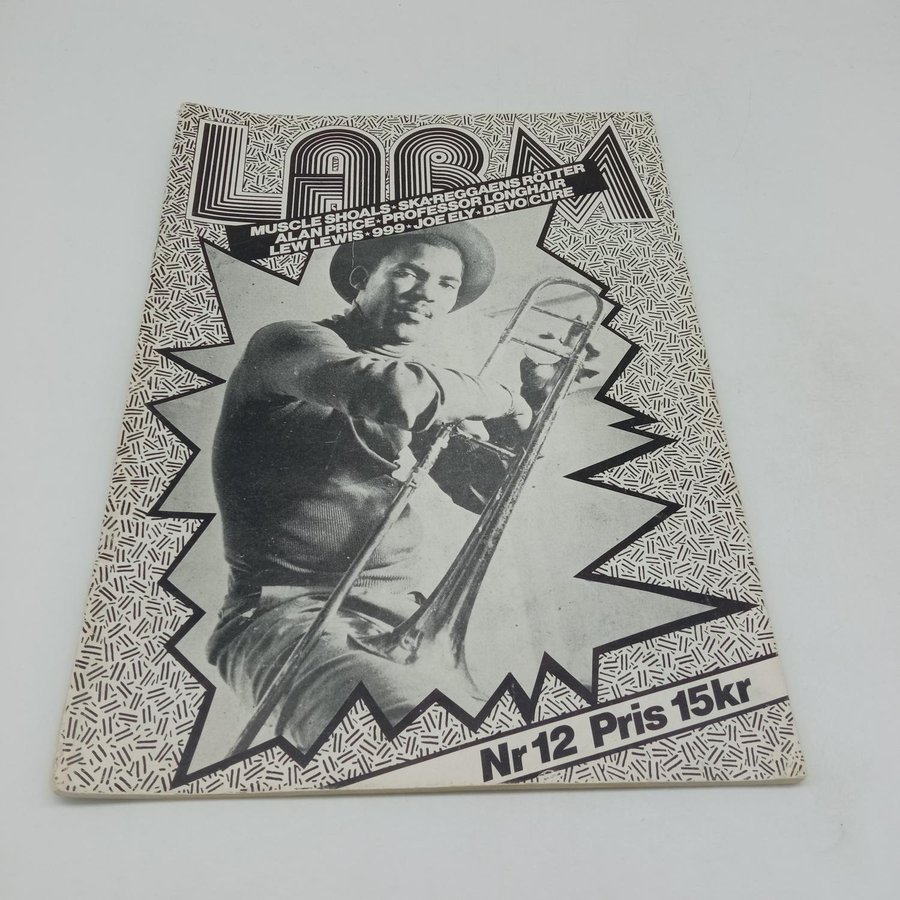 LARM
MUSCLE SHOALS★SKA-REGGAENS RÖTTER
ALAN PRICE★PROFESSOR LONGHAIR
LEW LEWIS★999★JOE ELY★DEVO CURE
Nr 12 Pris 15kr